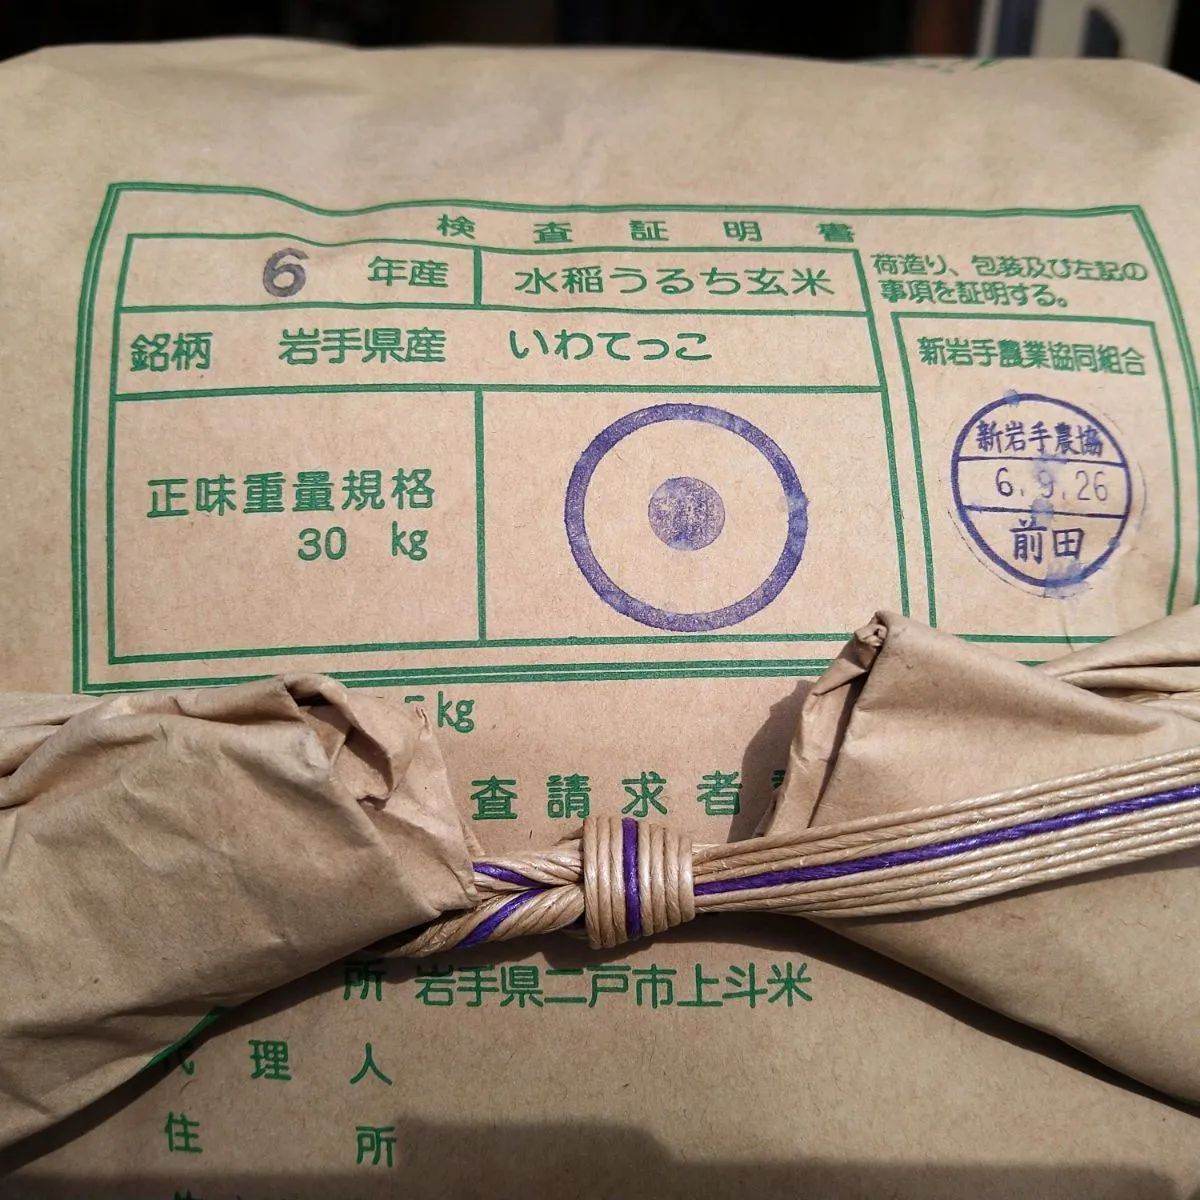 検査証明書
6年産
水稲うるち玄米
銘柄 岩手県産 いわてっこ
正味重量規格
30 kg
荷造り、包装及び左記の
事項を証明する。
新岩手農業協同組合
新岩手農協
6.9.26
前田
kg
査請求者
所 岩手県二戸市上斗米
代理人
住所